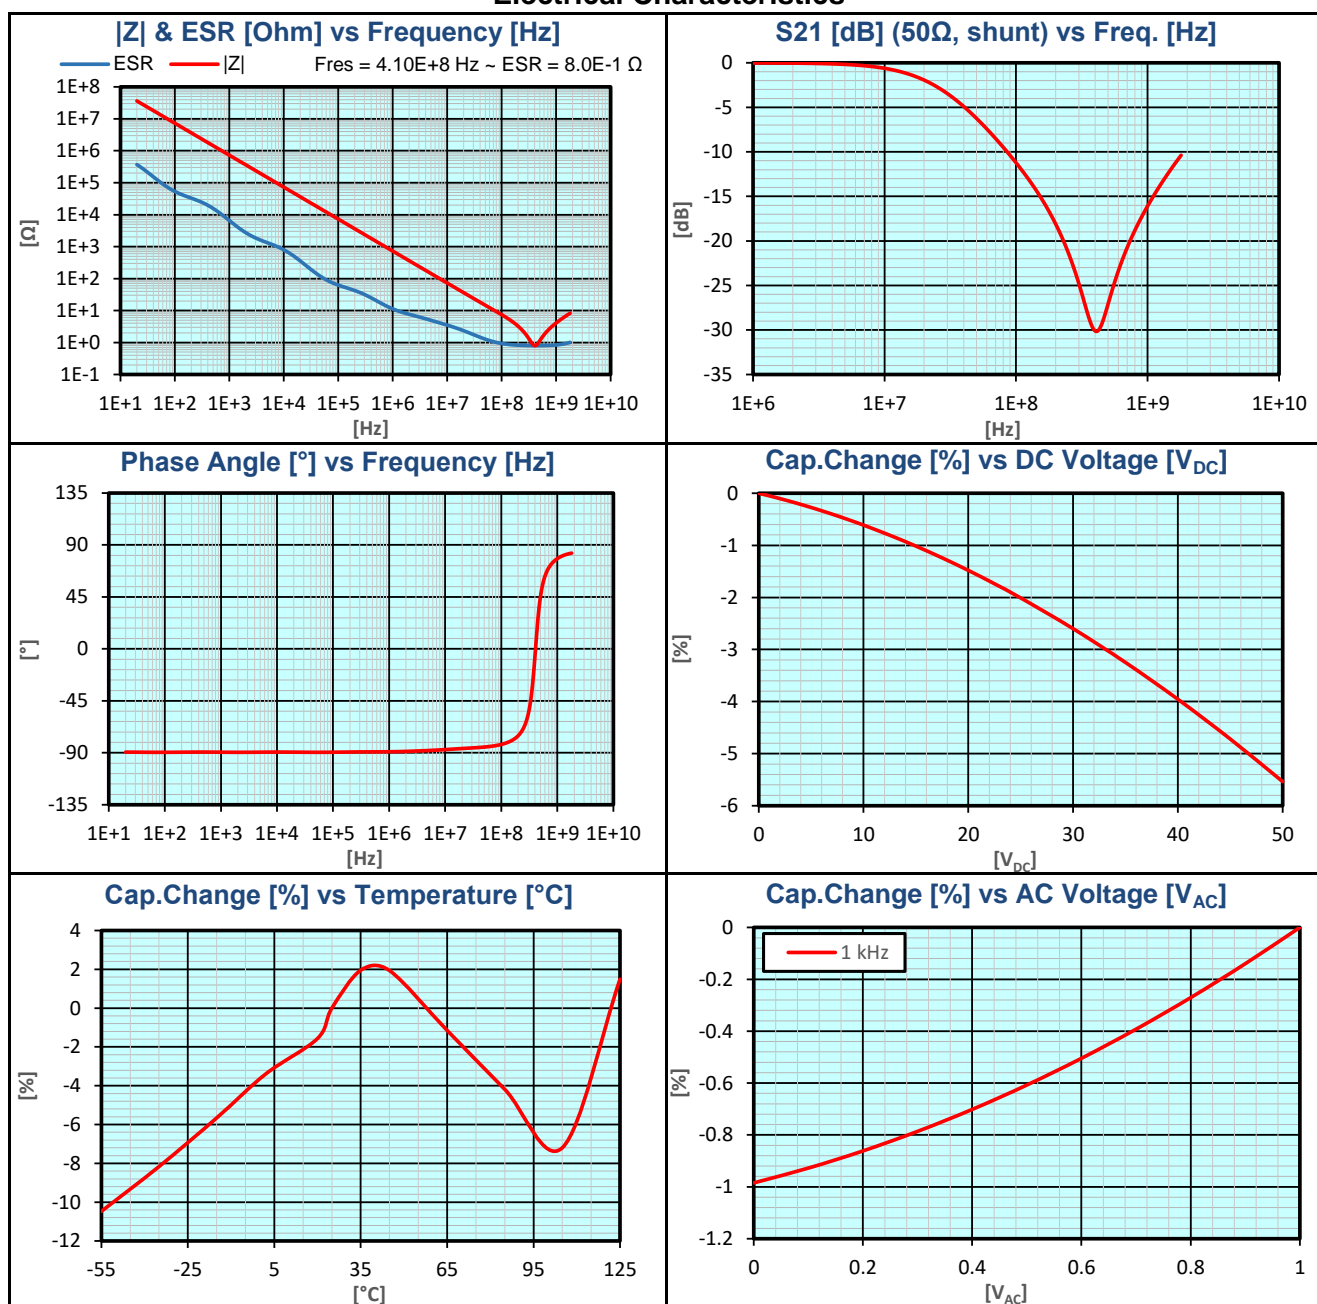 Electrical Characteristics
|Z| & ESR [Ohm] vs Frequency [Hz]
ESR |Z| Fres = 4.10E+8 Hz ~ ESR = 8.0E-1 Ω
1E+8
1E+7
1E+6
1E+5
1E+4
1E+3
1E+2
1E+1
1E+0
1E-1
[Ω]
1E+1 1E+2 1E+3 1E+4 1E+5 1E+6 1E+7 1E+8 1E+9 1E+10
[Hz]
S21 [dB] (50Ω, shunt) vs Freq. [Hz]
0
-5
-10
-15
-20
-25
-30
-35
[dB]
1E+6 1E+7 1E+8 1E+9 1E+10
[Hz]
Phase Angle [°] vs Frequency [Hz]
135
90
45
0
-45
-90
-135
[°]
1E+1 1E+2 1E+3 1E+4 1E+5 1E+6 1E+7 1E+8 1E+9 1E+10
[Hz]
Cap.Change [%] vs DC Voltage [VDC]
0
-1
-2
-3
-4
-5
-6
[%]
0 10 20 30 40 50
[VDC]
Cap.Change [%] vs Temperature [°C]
4
2
0
-2
-4
-6
-8
-10
-12
[%]
-55 -25 5 35 65 95 125
[°C]
Cap.Change [%] vs AC Voltage [VAC]
1 kHz
0
-0.2
-0.4
-0.6
-0.8
-1
-1.2
[%]
0 0.2 0.4 0.6 0.8 1
[VAC]